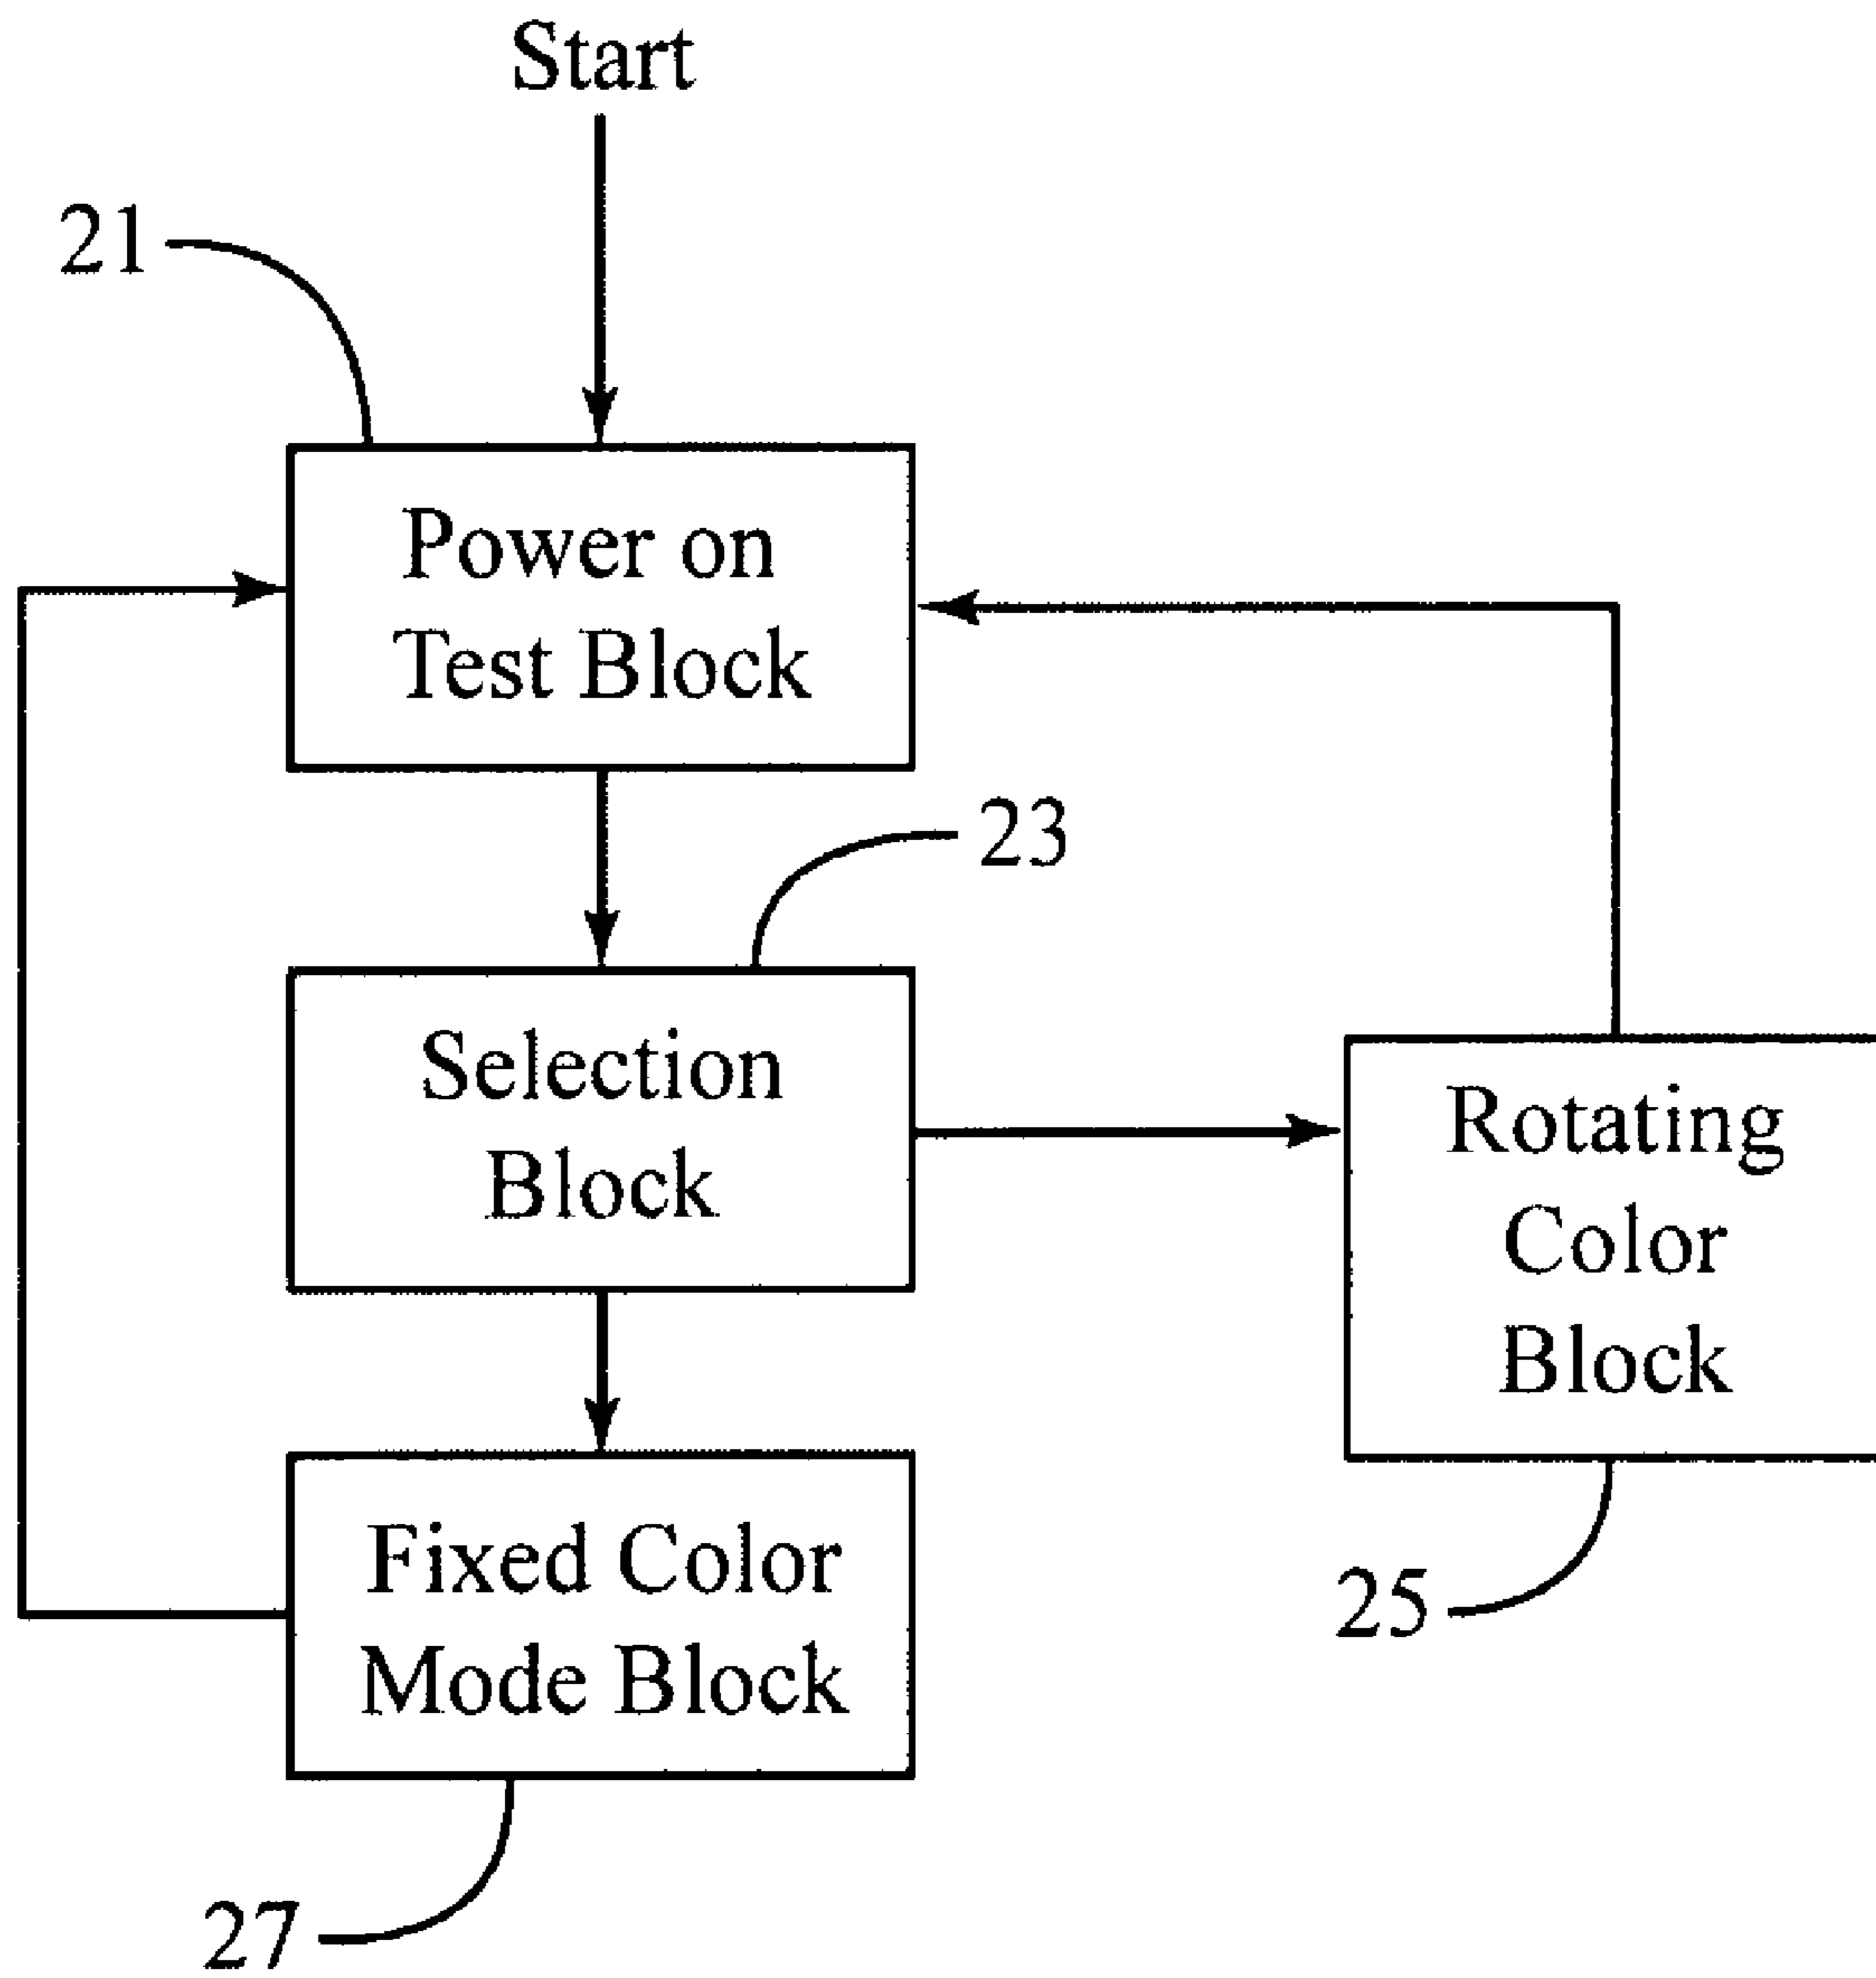 Start
21
Power on
Test Block
23
Selection
Block
Rotating
Color
Block
Fixed Color
Mode Block
25
27